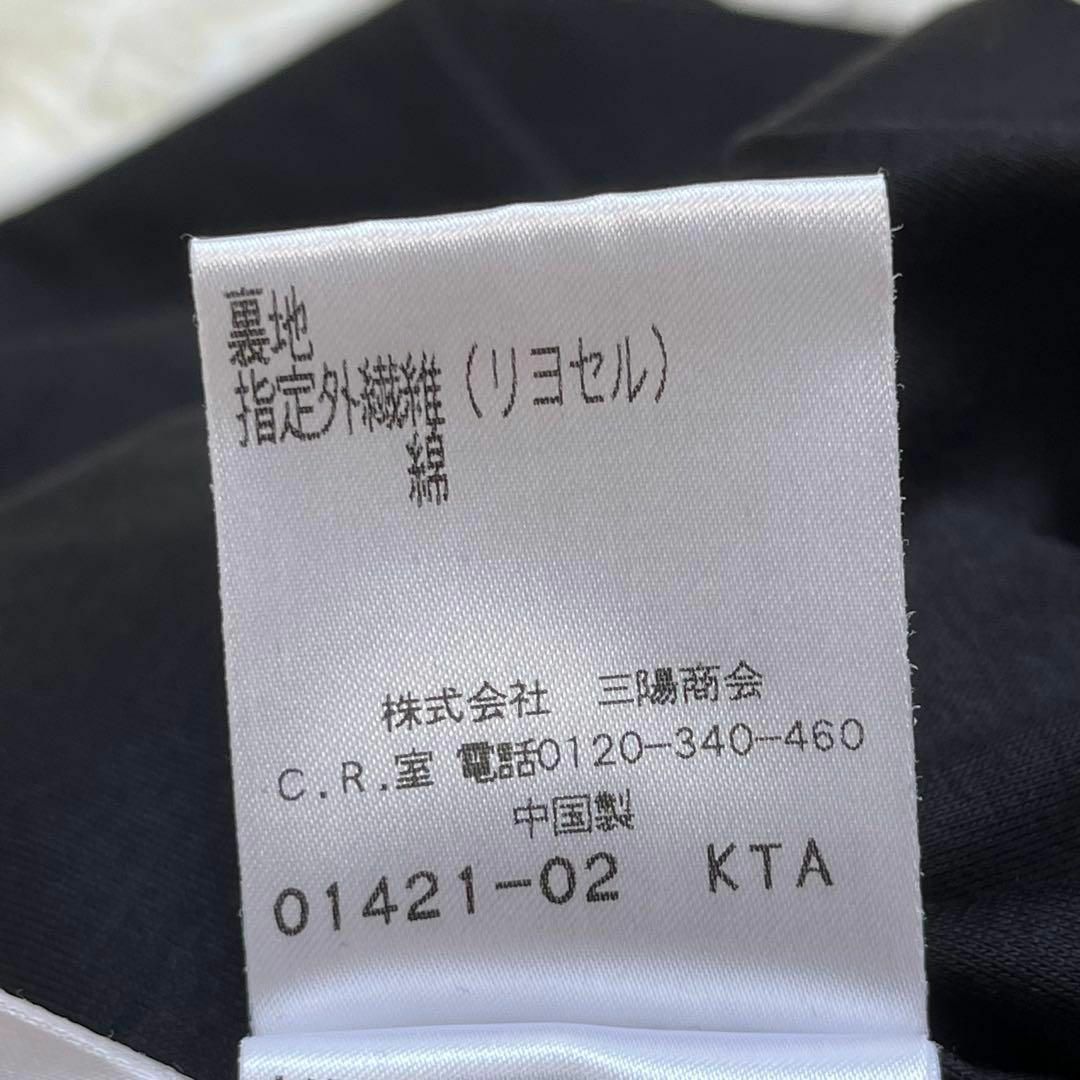 裏地
指定外繊維（リヨセル）
綿
株式会社　三陽商会
C.R.室 電話0120-340-460
中国製
01421-02 KTA